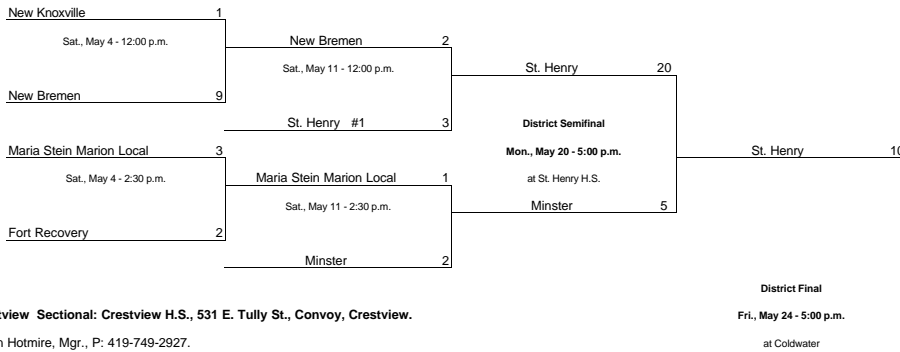 New Knoxville 1
Sat., May 4 - 12:00 p.m.
New Bremen 2
Sat., May 11 - 12:00 p.m.
St. Henry 20
New Bremen 9
St. Henry #1 3
District Semifinal
Maria Stein Marion Local 3
Mon., May 20 - 5:00 p.m.
St. Henry 10
Sat., May 4 - 2:30 p.m.
Maria Stein Marion Local 1
at St. Henry H.S.
Sat., May 11 - 2:30 p.m.
Minster 5
Fort Recovery 2
Minster 2
District Final
tview Sectional: Crestview H.S., 531 E. Tully St., Convoy, Crestview.
Fri., May 24 - 5:00 p.m.
n Hotmire, Mgr., P: 419-749-2927.
at Coldwater